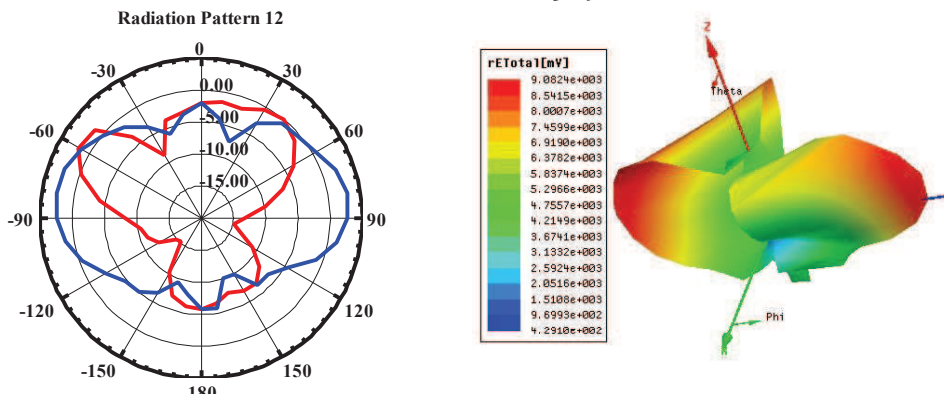 Radiation Pattern 12
0
-30
30
0.00
-60
-5.00
60
-10.00
-15.00
-90
90
-120
120
-150
150
180
rETotal[mV]
9.0824e+003
8.5415e+003
8.0007e+003
7.4599e+003
6.9190e+003
6.3782e+003
5.8374e+003
5.2966e+003
4.7557e+003
4.2149e+003
3.6741e+003
3.1332e+003
2.5924e+003
2.0516e+003
1.5108e+003
9.6993e+002
4.2910e+002
Z
Theta
Phi